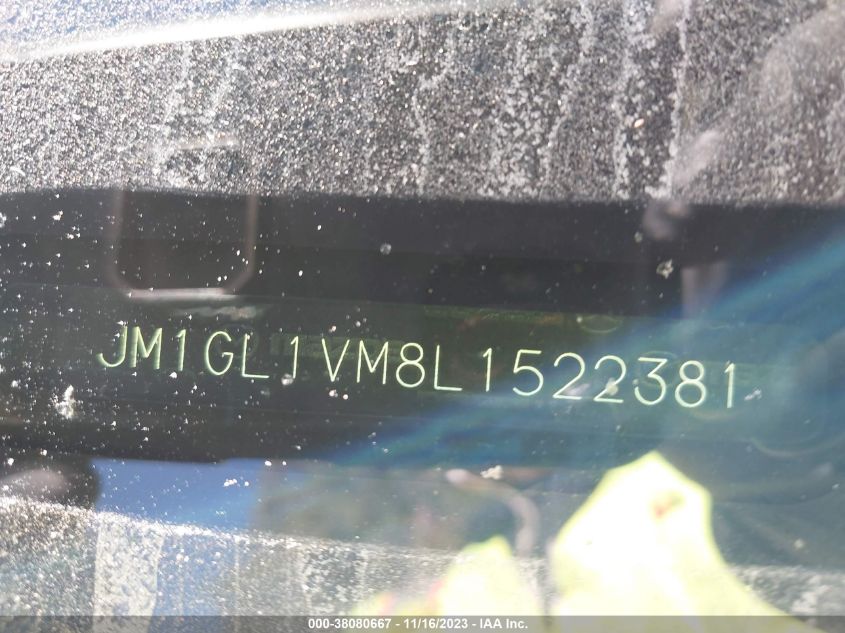 JM1GL1VM8L1522381
000-38080667 - 11/16/2023 - IAA Inc.